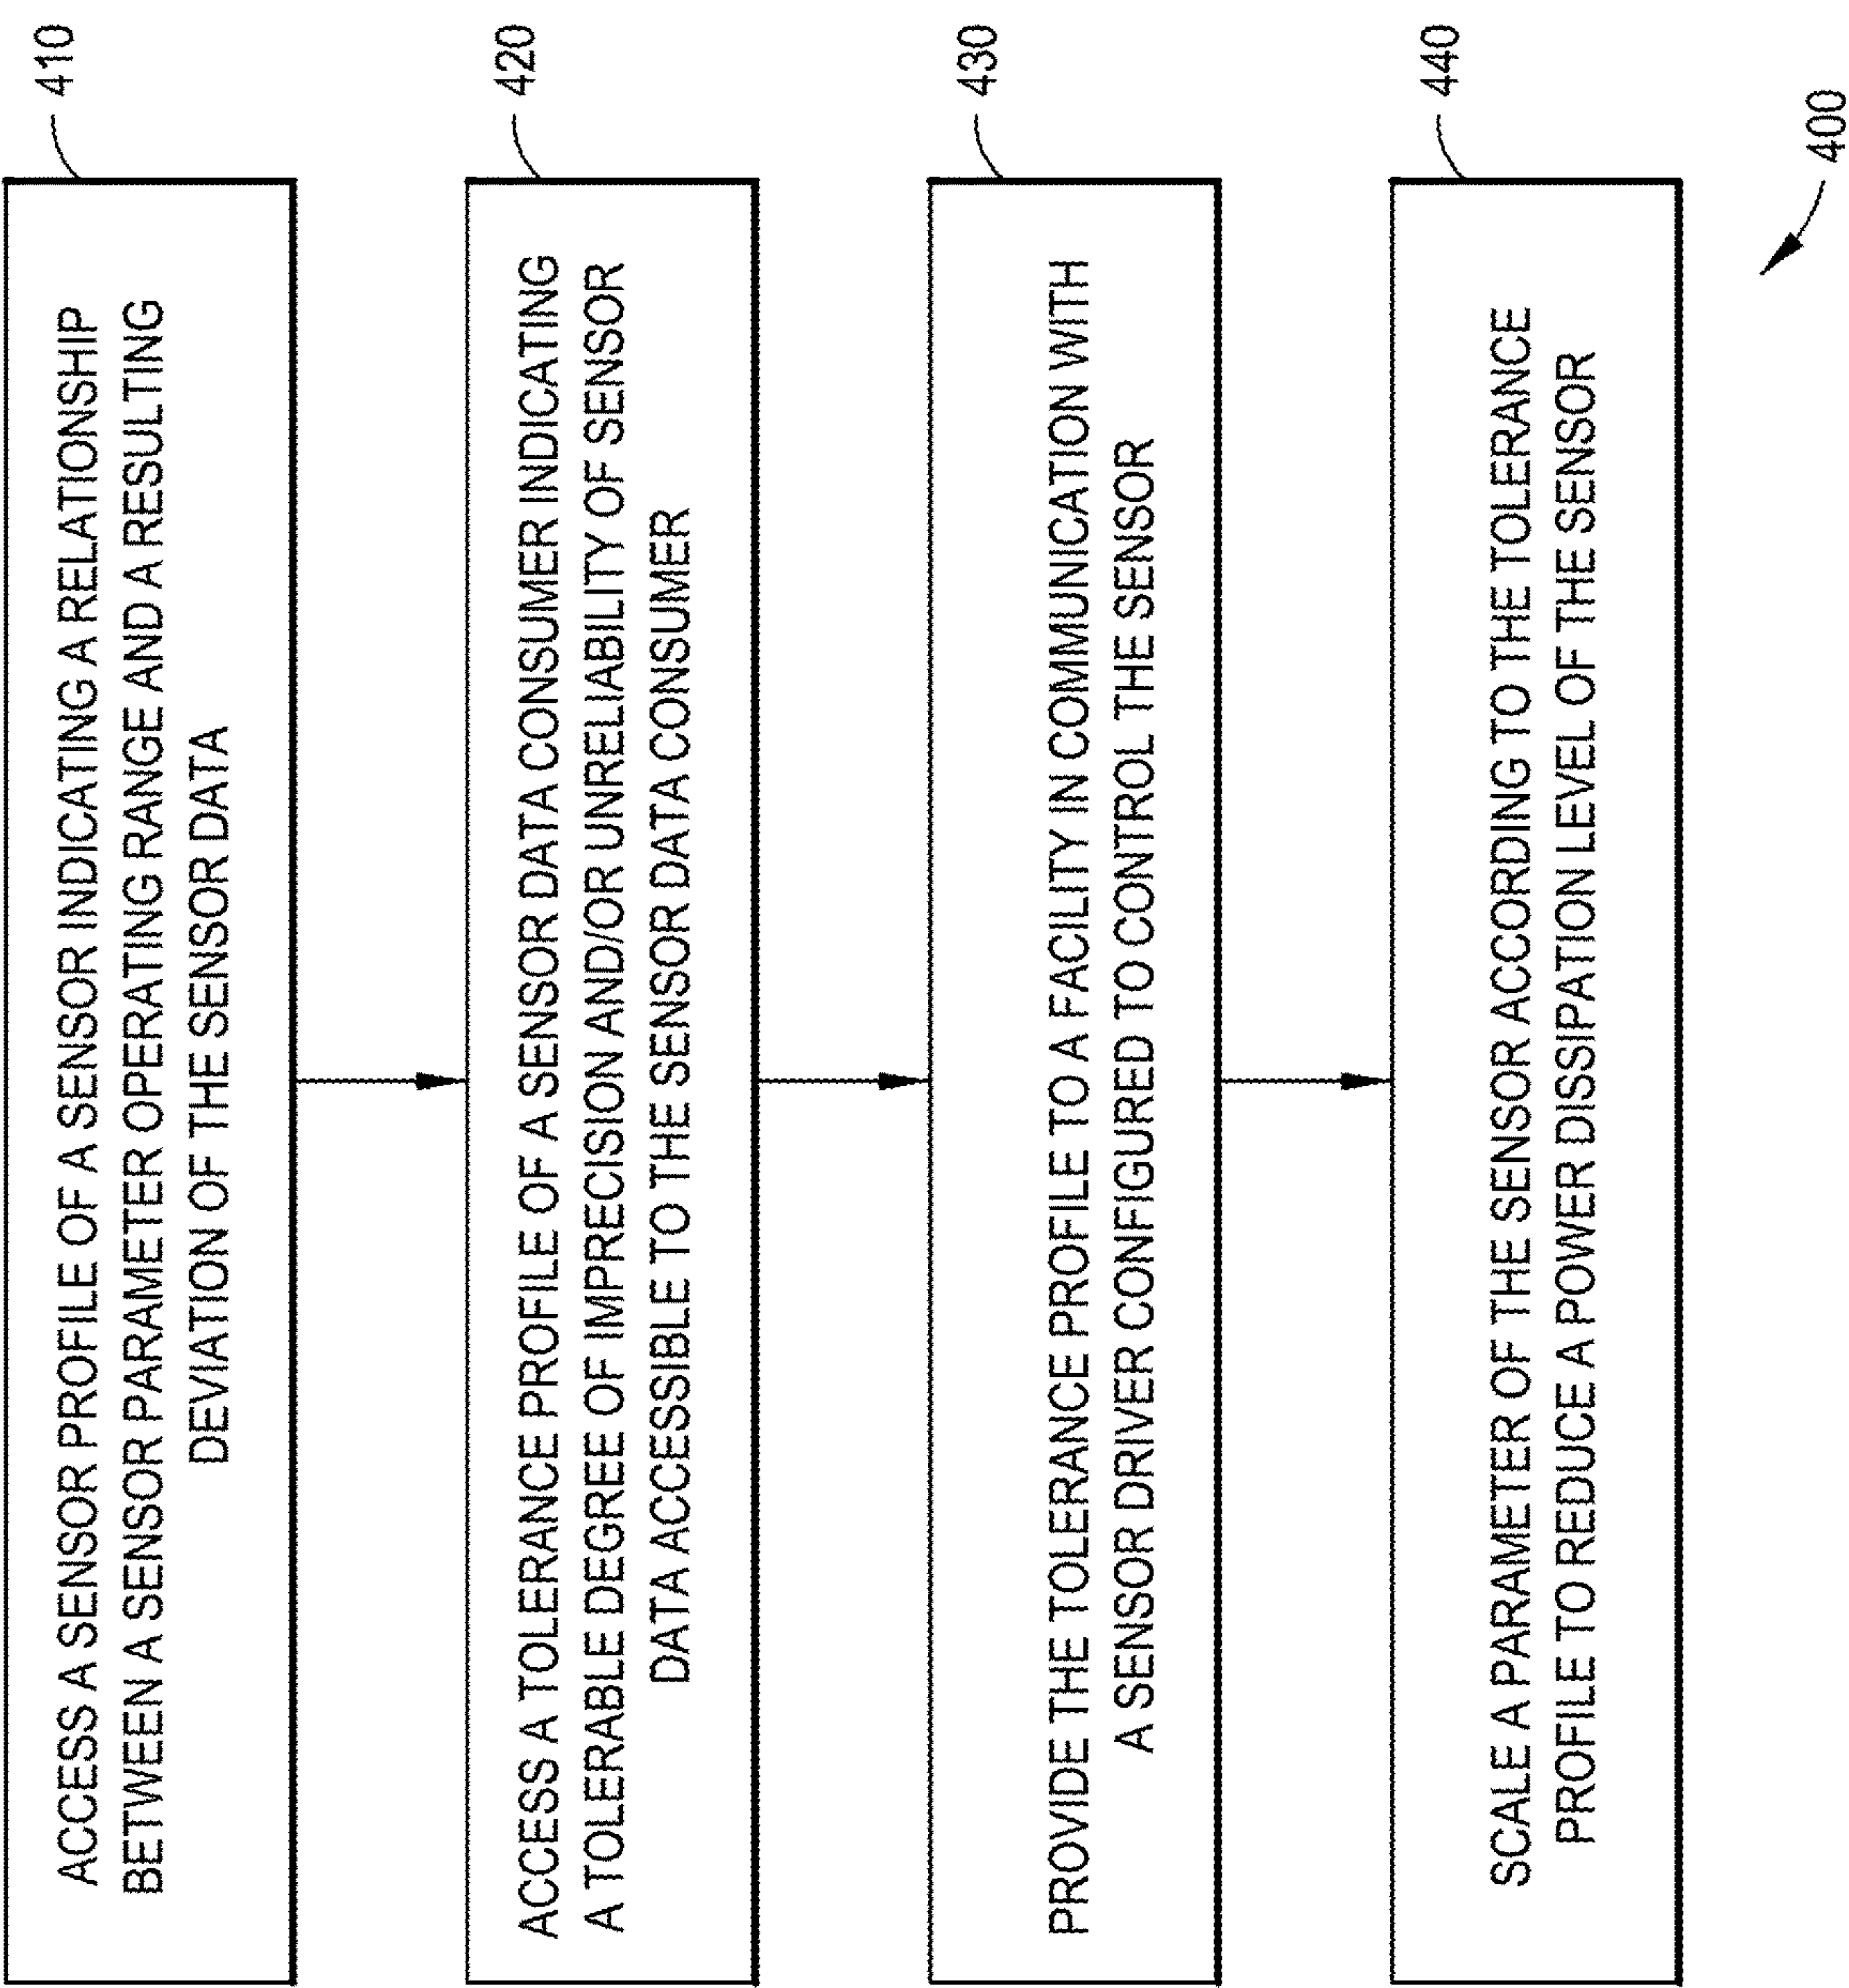 ACCESS A SENSOR PROFILE OF A SENSOR INDICATING A RELATIONSHIP
BETWEEN A SENSOR PARAMETER OPERATING RANGE AND A RESULTING
DEVIATION OF THE SENSOR DATA
410
ACCESS A TOLERANCE PROFILE OF A SENSOR DATA CONSUMER INDICATING
A TOLERABLE DEGREE OF IMPRECISION AND/OR UNRELIABILITY OF SENSOR
DATA ACCESSIBLE TO THE SENSOR DATA CONSUMER
420
PROVIDE THE TOLERANCE PROFILE TO A FACILITY IN COMMUNICATION WITH
A SENSOR DRIVER CONFIGURED TO CONTROL THE SENSOR
430
SCALE A PARAMETER OF THE SENSOR ACCORDING TO THE TOLERANCE
PROFILE TO REDUCE A POWER DISSIPATION LEVEL OF THE SENSOR
440
400